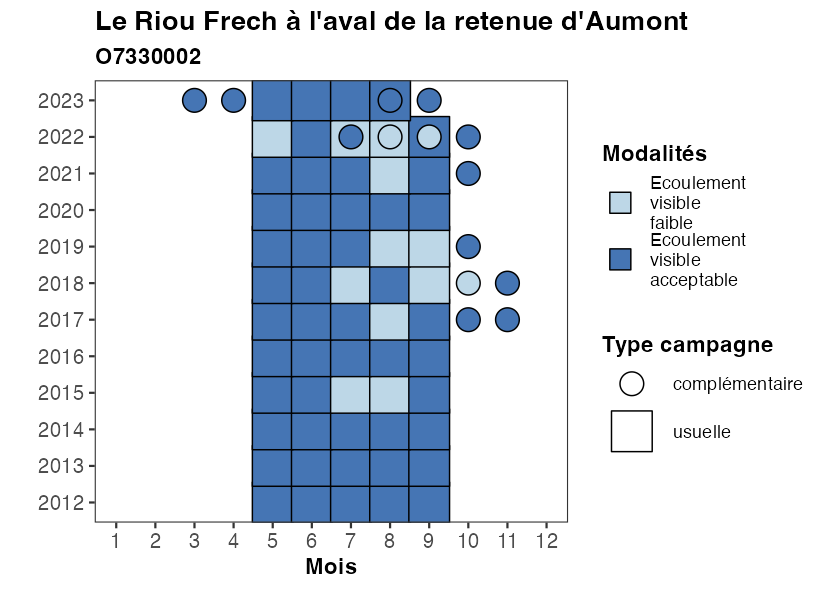 Le Riou Frech à l'aval de la retenue d'Aumont
O7330002
2023
2022
2021
2020
2019
2018
2017
2016
2015
2014
2013
2012
1 2 3 4 5 6 7 8 9 10 11 12
Mois
Modalités
Ecoulement
visible
faible
Ecoulement
visible
acceptable
Type campagne
complémentaire
usuelle